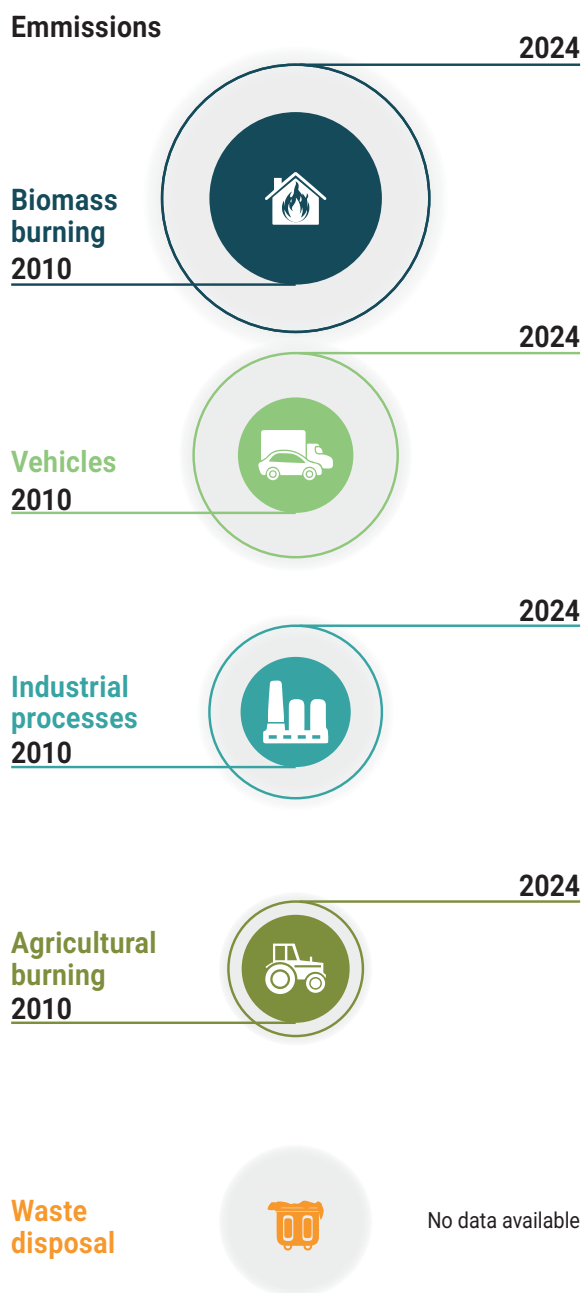 Emmissions
2024
Biomass
burning
2010
2024
Vehicles
2010
2024
Industrial
processes
2010
2024
Agricultural
burning
2010
Waste
disposal
No data available